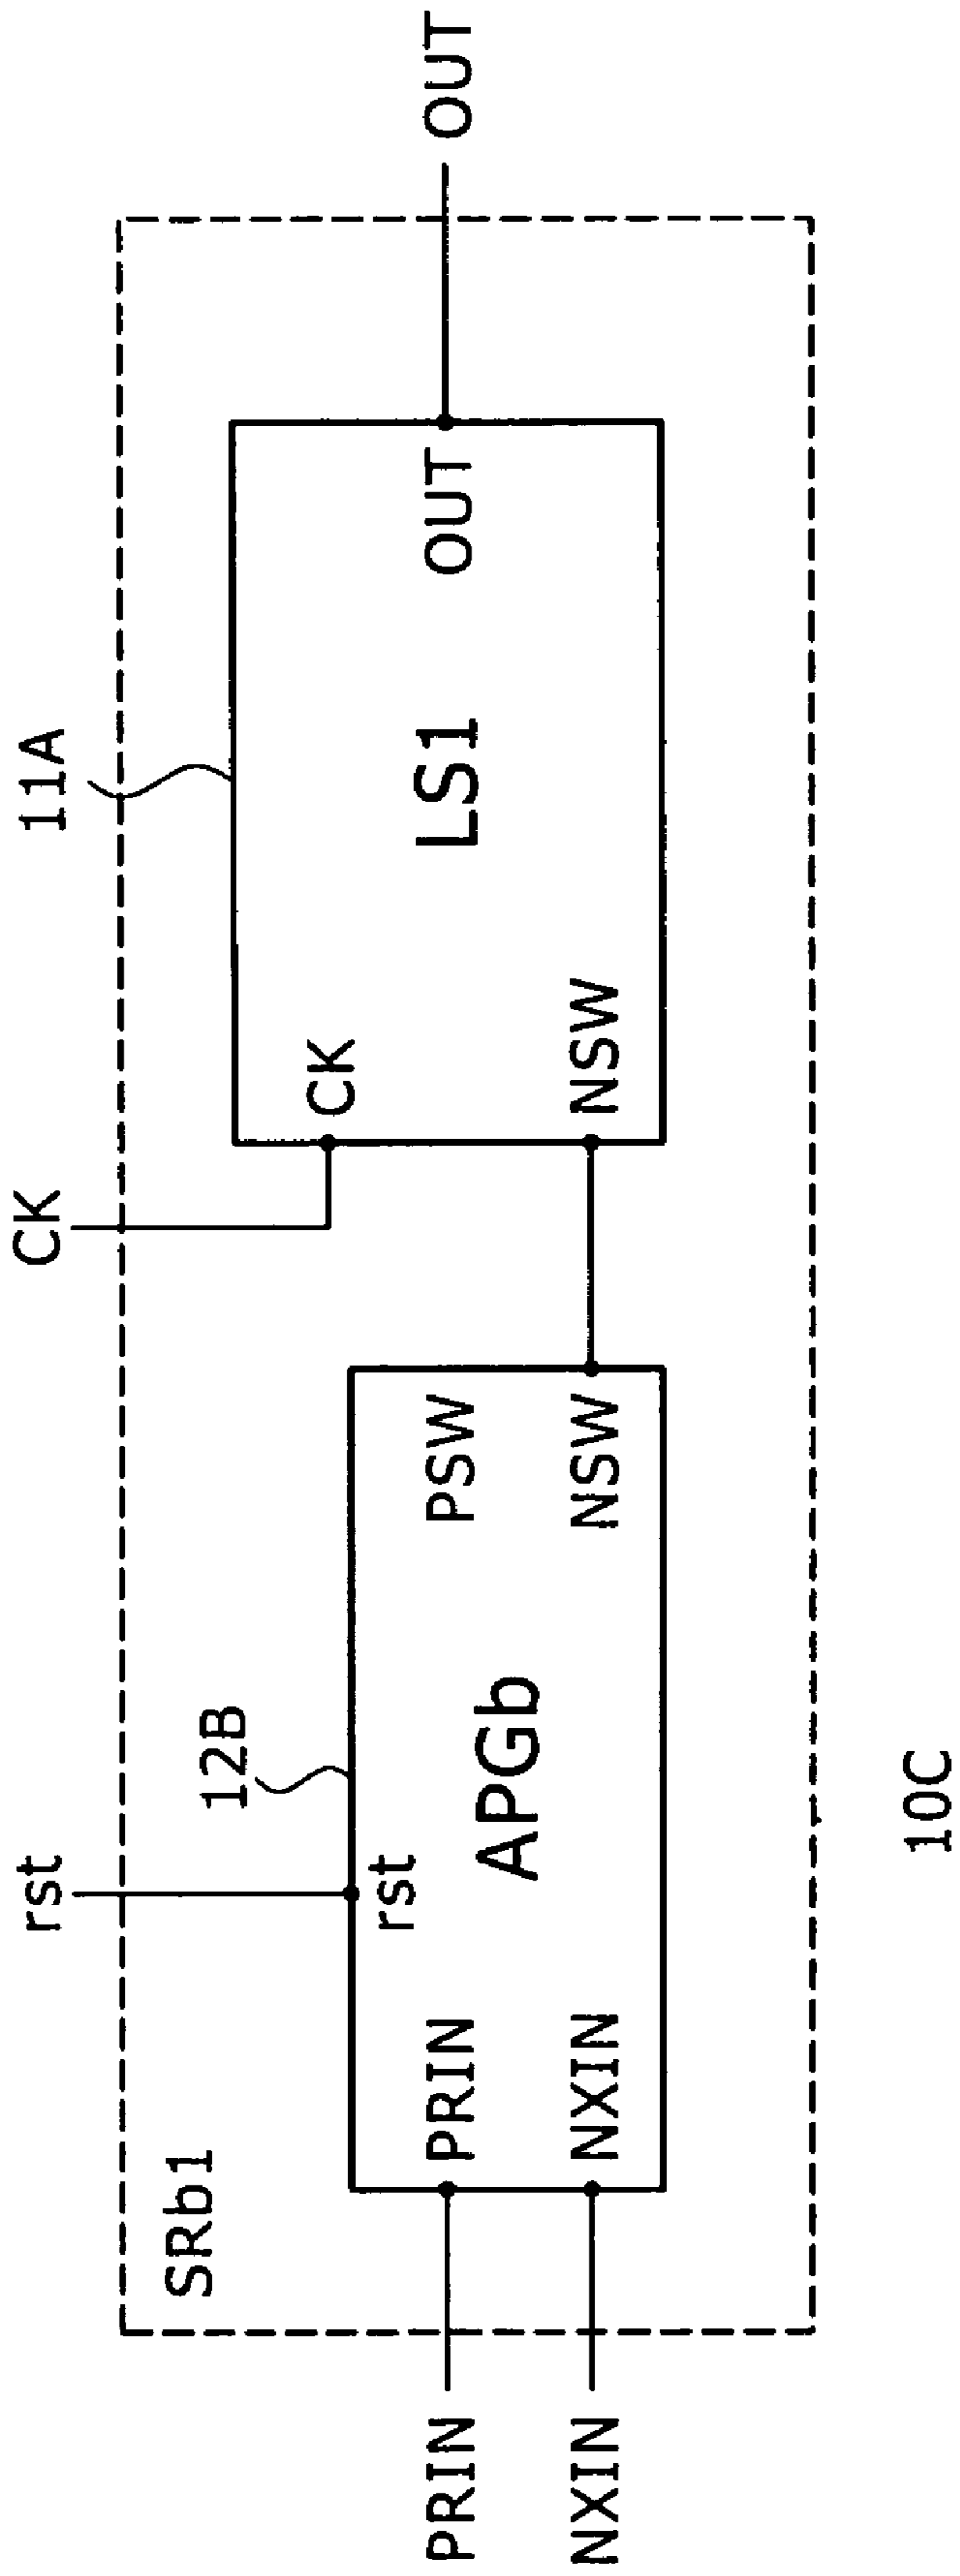 rst
CK
11A
SRb1
12B
rst
CK
PRIN
PRIN
PSW
LS1
OUT
OUT
APGb
NXIN
NXIN
NSW
NSW
10C